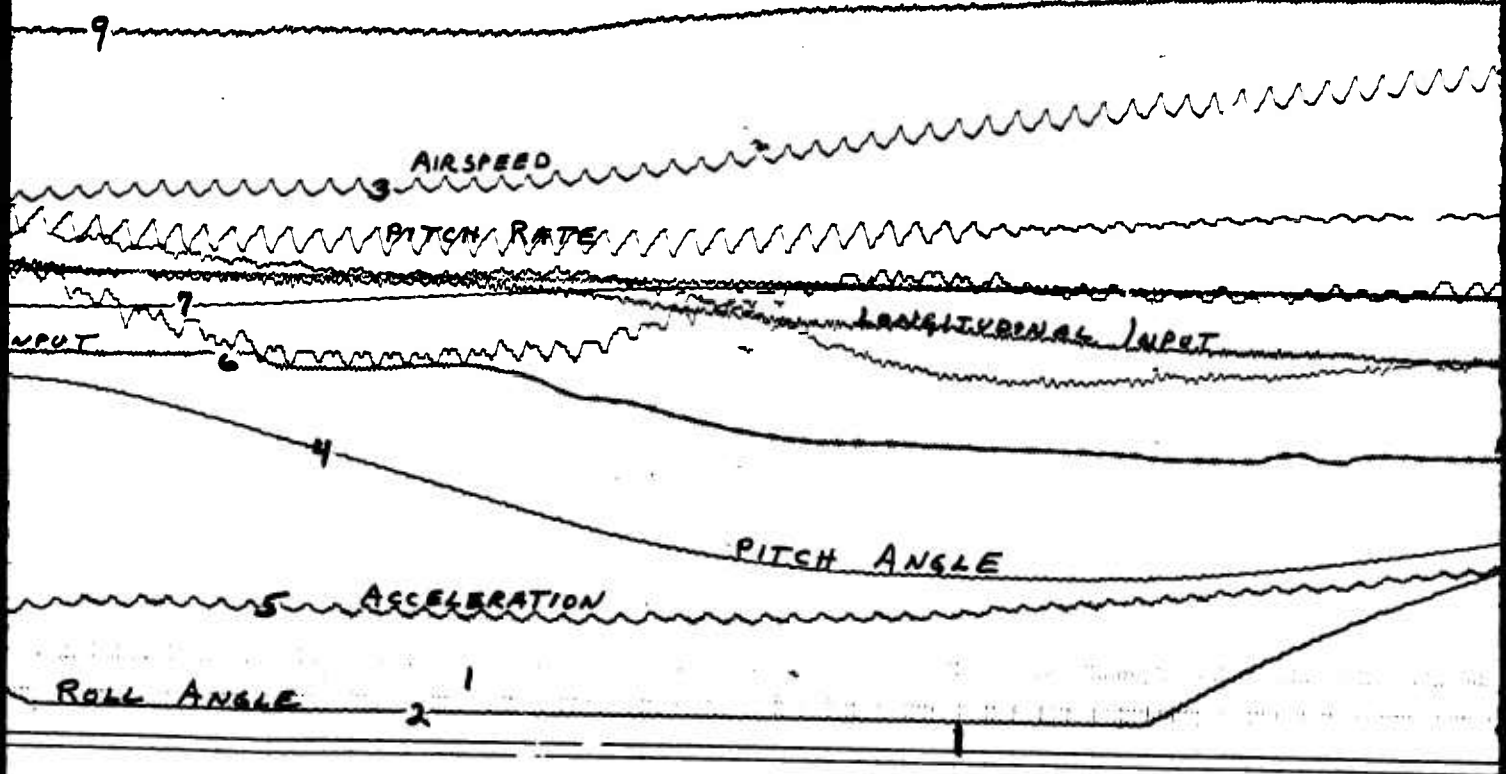 9
AIRSPEED
3
PITCH RATE
7
LONGITUDINAL INPUT
NPUT
6
4
PITCH ANGLE
5 ACCELERATION
1
ROLL ANGLE
2
1